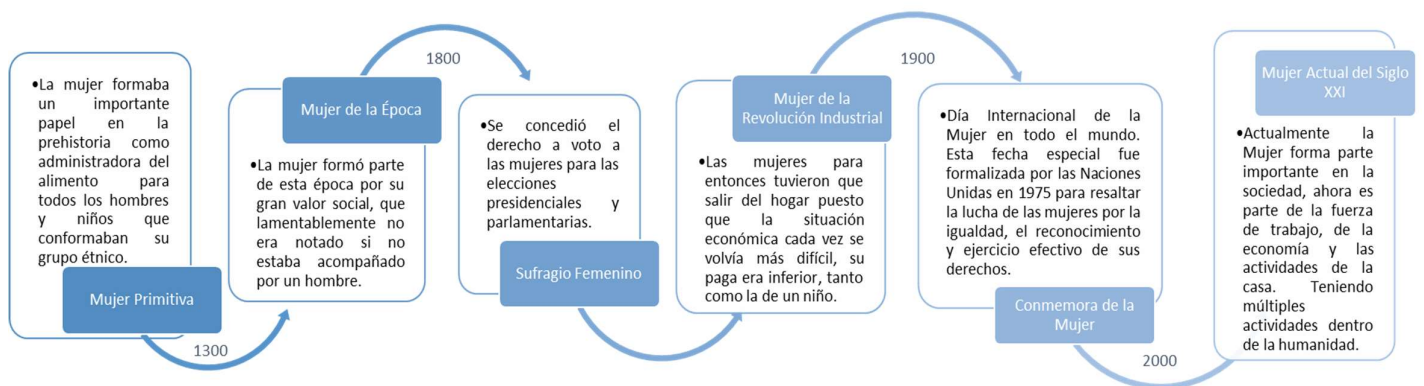 •La mujer formaba
un importante
papel en la
prehistoria como
administradora del
alimento para
todos los hombres
y niños que
conformaban su
grupo étnico.
Mujer Primitiva
1300
Mujer de la Época
•La mujer formó parte
de esta época por su
gran valor social, que
lamentablemente no
era notado si no
estaba acompañado
por un hombre.
1800
•Se concedió el
derecho a voto a
las mujeres para las
elecciones
presidenciales y
parlamentarias.
Sufragio Femenino
Mujer de la
Revolución Industrial
•Las mujeres para
entonces tuvieron que
salir del hogar puesto
que la situación
económica cada vez se
volvía más difícil, su
paga era inferior, tanto
como la de un niño.
1900
•Día Internacional de la
Mujer en todo el mundo.
Esta fecha especial fue
formalizada por las Naciones
Unidas en 1975 para resaltar
la lucha de las mujeres por la
igualdad, el reconocimiento
y ejercicio efectivo de sus
derechos.
Conmemora de la
Mujer
2000
Mujer Actual del Siglo
XXI
•Actualmente la
Mujer forma parte
importante en la
sociedad, ahora es
parte de la fuerza
de trabajo, de la
economía y las
actividades de la
casa. Teniendo
múltiples
actividades dentro
de la humanidad.